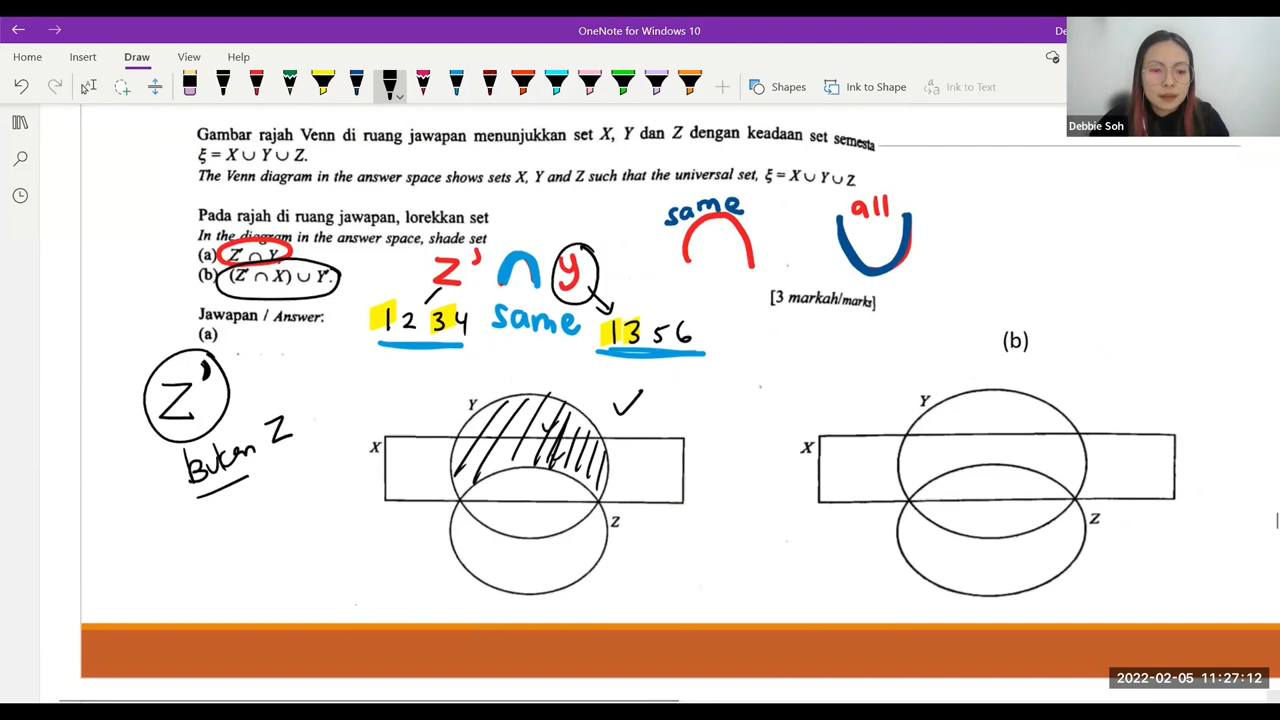 OneNote for Windows 10
De
Home Insert Draw View Help
Shapes Ink to Shape Ink to Text
Debbie Soh
Gambar rajah Venn di ruang jawapan menunjukkan set X, Y dan Z dengan keadaan set semesta
ξ = X ∪ Y ∪ Z.
The Venn diagram in the answer space shows sets X, Y and Z such that the universal set, ξ = X ∪ Y ∪ Z
Pada rajah di ruang jawapan, lorekkan set
In the diagram in the answer space, shade set
(a) Z' ∩ Y
(b) (Z' ∩ X) ∪ Y'.
same
all
z' ∩ y
[3 markah/marks]
Jawapan / Answer:
1 2 3 4 same 1 3 5 6
(a)
(b)
Z'
Bukan Z
Y
X
Z
Y
X
Z
2022-02-05 11:27:12